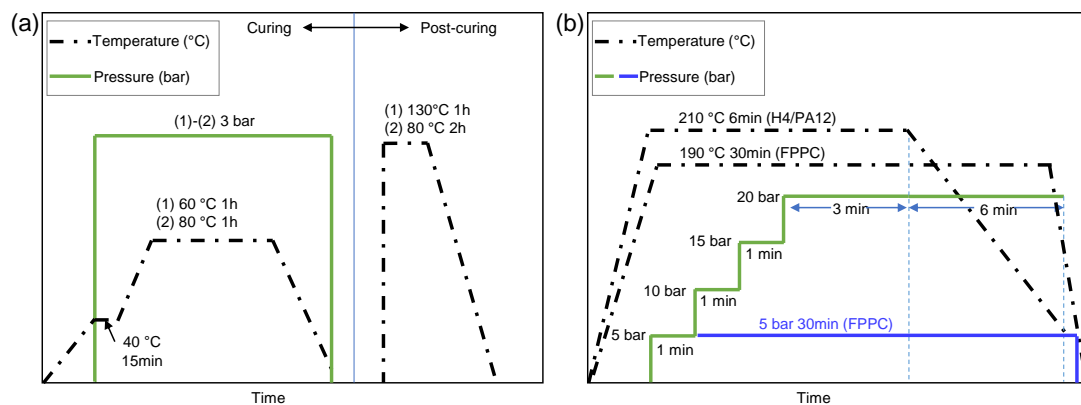 (a)
Curing
Post-curing
Temperature (°C)
Pressure (bar)
(1)-(2) 3 bar
(1) 130°C 1h
(2) 80 °C 2h
(1) 60 °C 1h
(2) 80 °C 1h
40 °C
15min
Time
(b)
Temperature (°C)
Pressure (bar)
210 °C 6min (H4/PA12)
190 °C 30min (FPPC)
20 bar
3 min
6 min
15 bar
1 min
10 bar
1 min
5 bar 30min (FPPC)
5 bar
1 min
Time